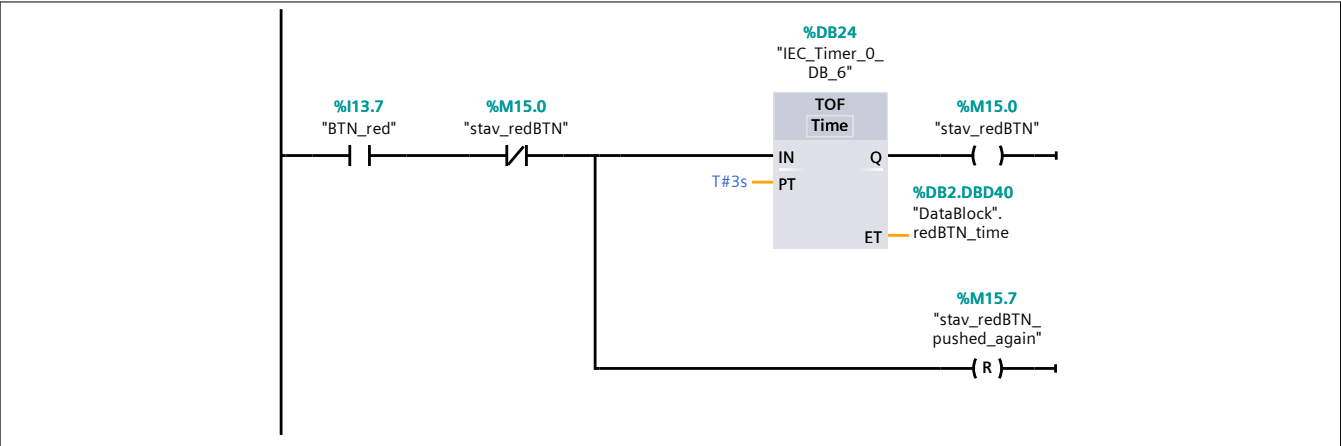 %DB24
"IEC_Timer_0_
DB_6"
%I13.7
"BTN_red"
%M15.0
"stav_redBTN"
TOF
Time
%M15.0
"stav_redBTN"
IN
Q
T#3s
PT
%DB2.DBD40
"DataBlock".
redBTN_time
ET
%M15.7
"stav_redBTN_
pushed_again"
R